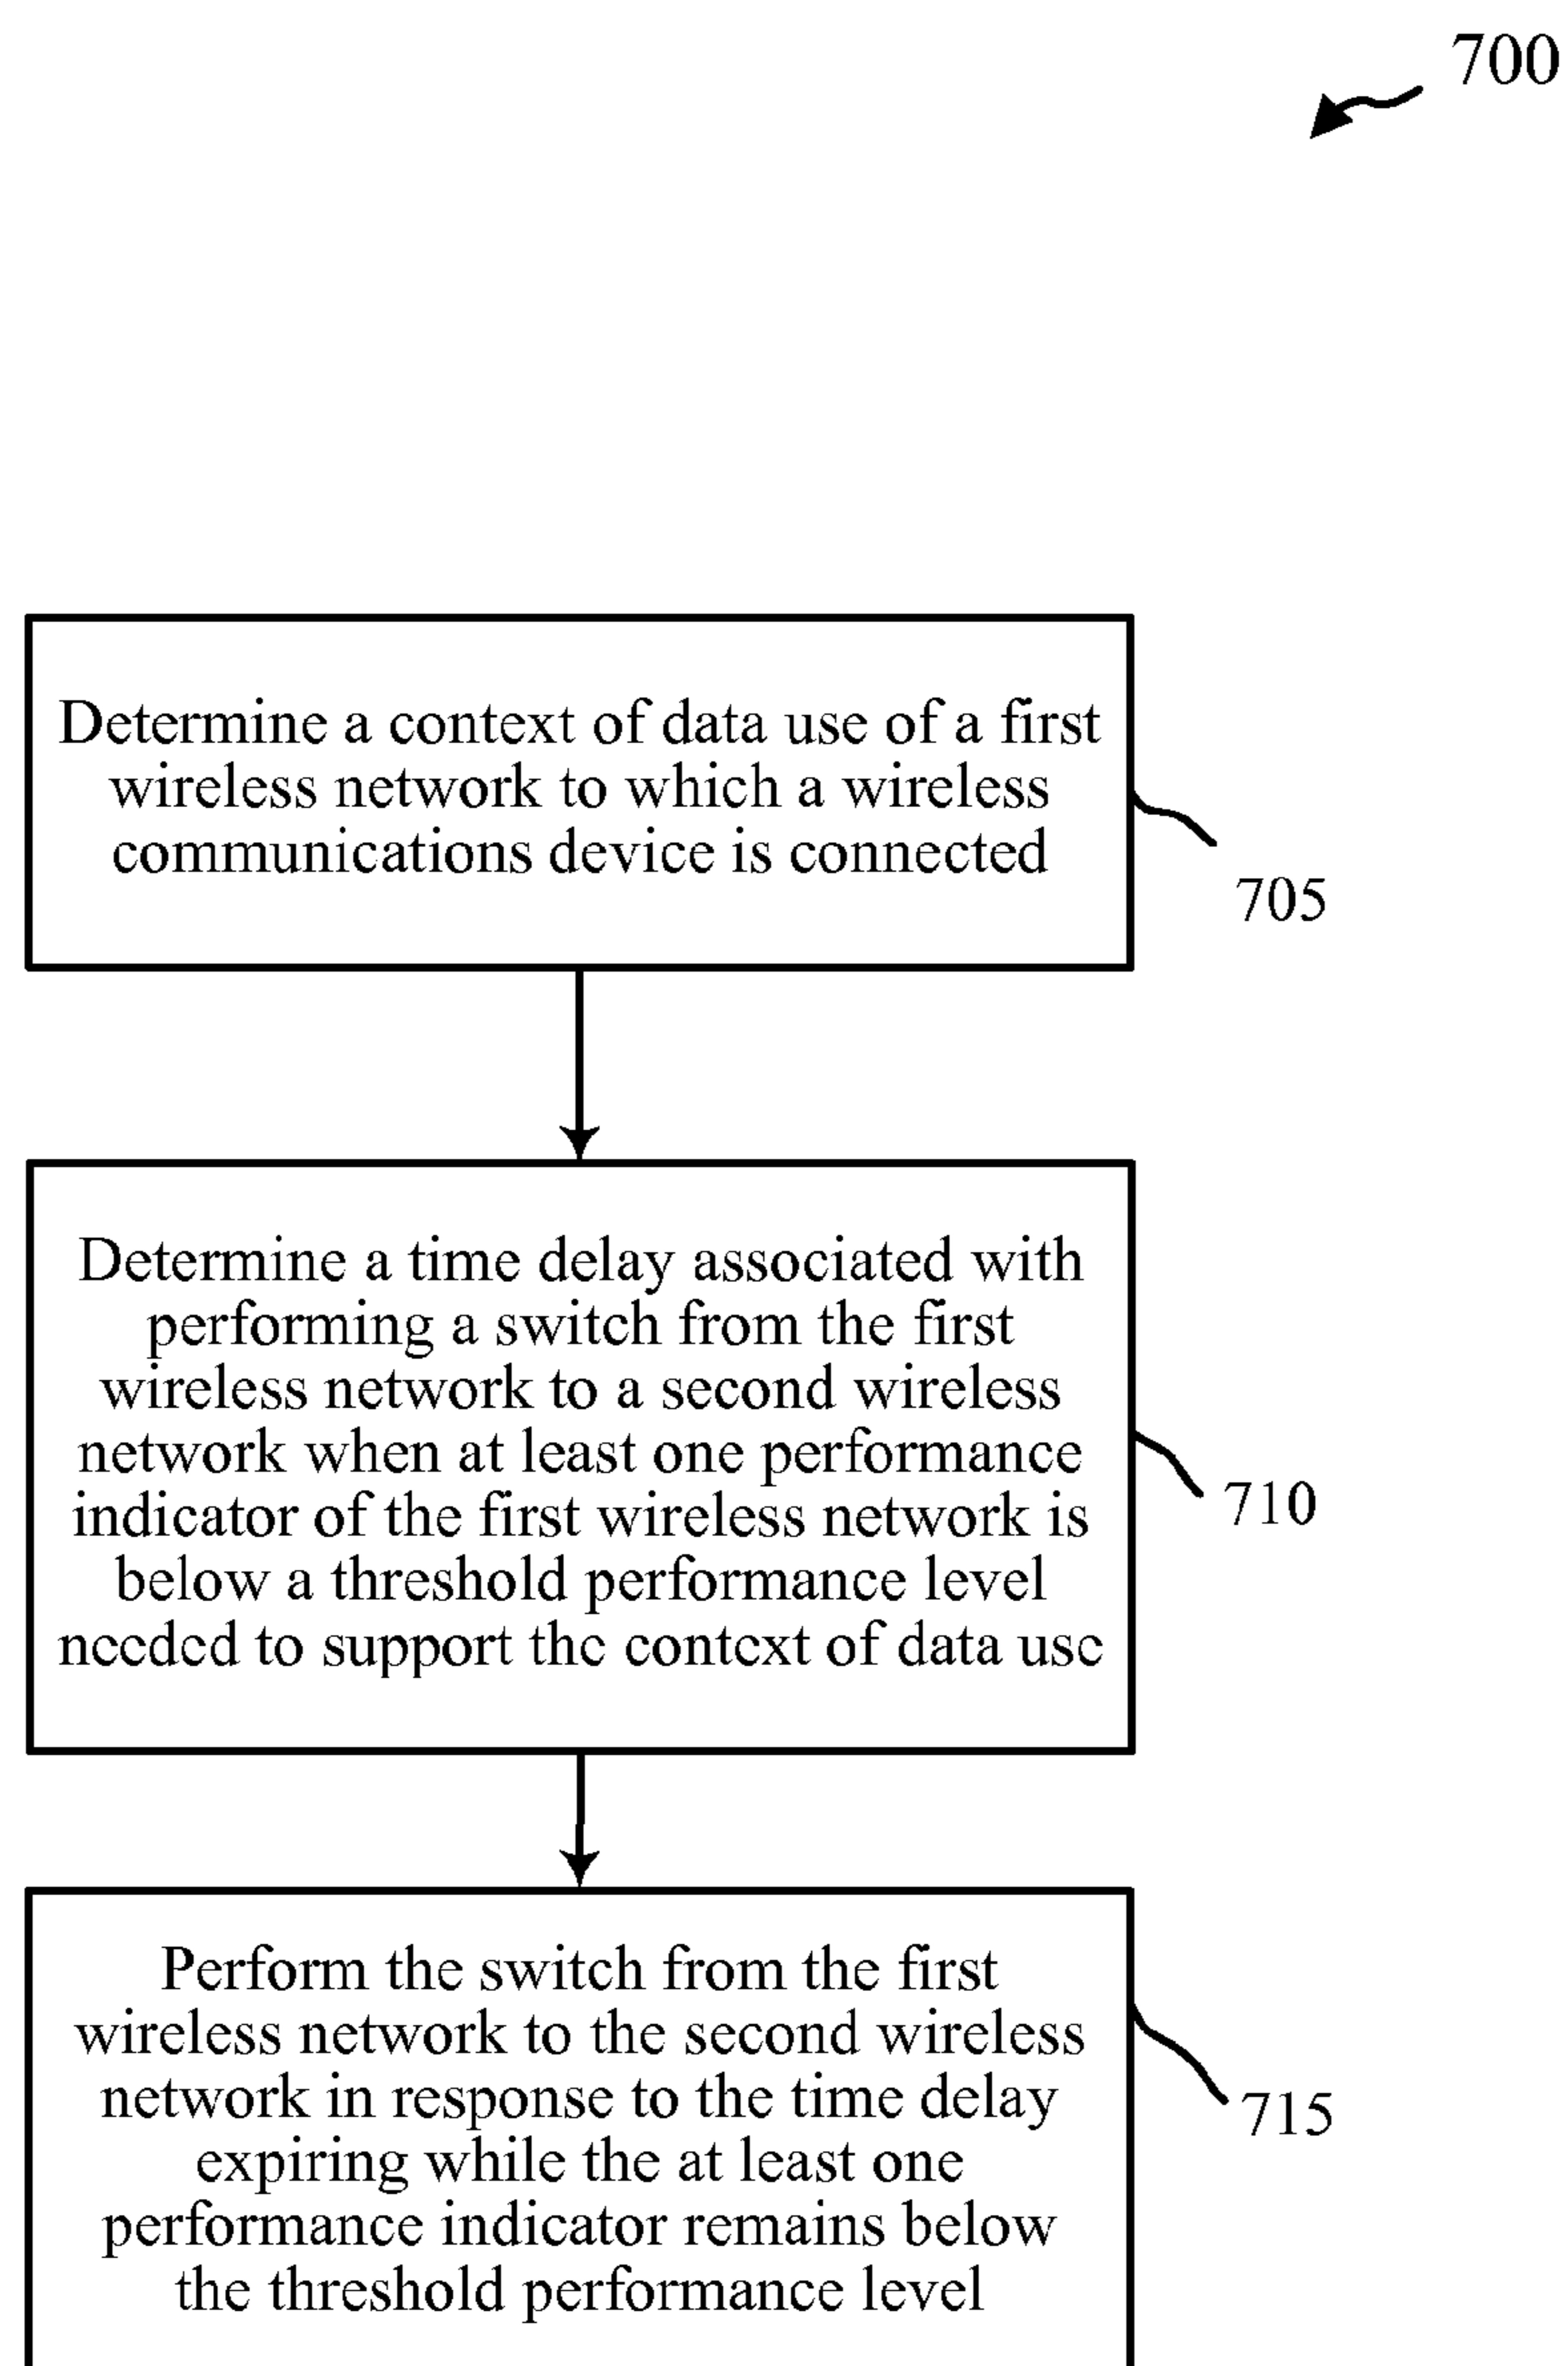 700
Determine a context of data use of a first
wireless network to which a wireless
communications device is connected
705
Determine a time delay associated with
performing a switch from the first
wireless network to a second wireless
network when at least one performance
indicator of the first wireless network is
below a threshold performance level
needed to support the context of data use
710
Perform the switch from the first
wireless network to the second wireless
network in response to the time delay
expiring while the at least one
performance indicator remains below
the threshold performance level
715